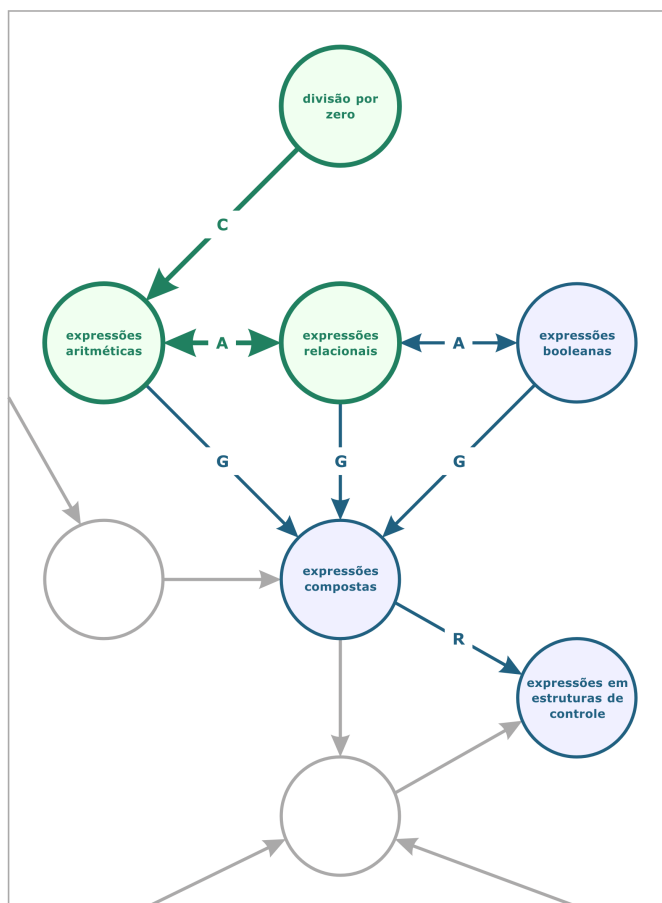 divisão por
zero
C
expressões
aritméticas
A
expressões
relacionais
A
expressões
booleanas
G
G
G
expressões
compostas
R
expressões em
estruturas de
controle